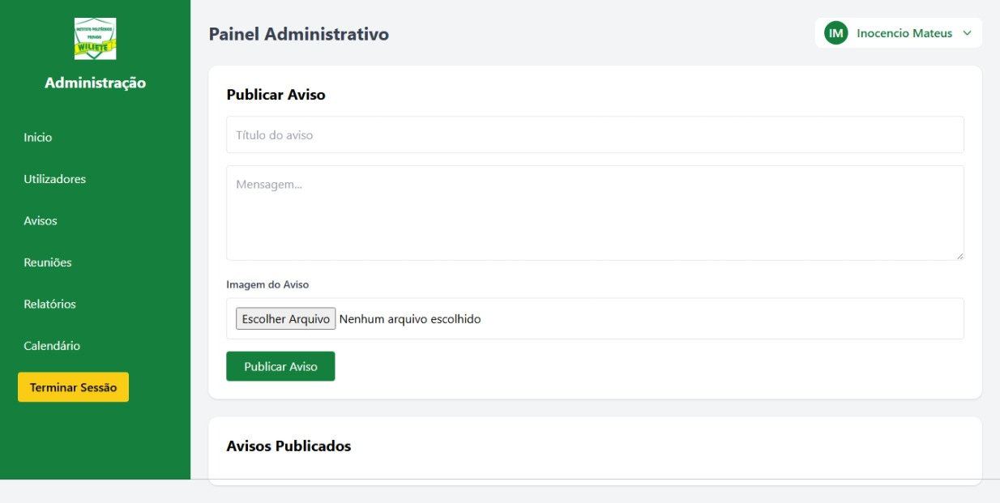 INSTITUTO POLITÉCNICO
PRIVADO
WILIETE
Administração
Inicio
Utilizadores
Avisos
Reuniões
Relatórios
Calendário
Terminar Sessão
Painel Administrativo
IM
Inocencio Mateus
Publicar Aviso
Título do aviso
Mensagem...
Imagem do Aviso
Escolher Arquivo Nenhum arquivo escolhido
Publicar Aviso
Avisos Publicados